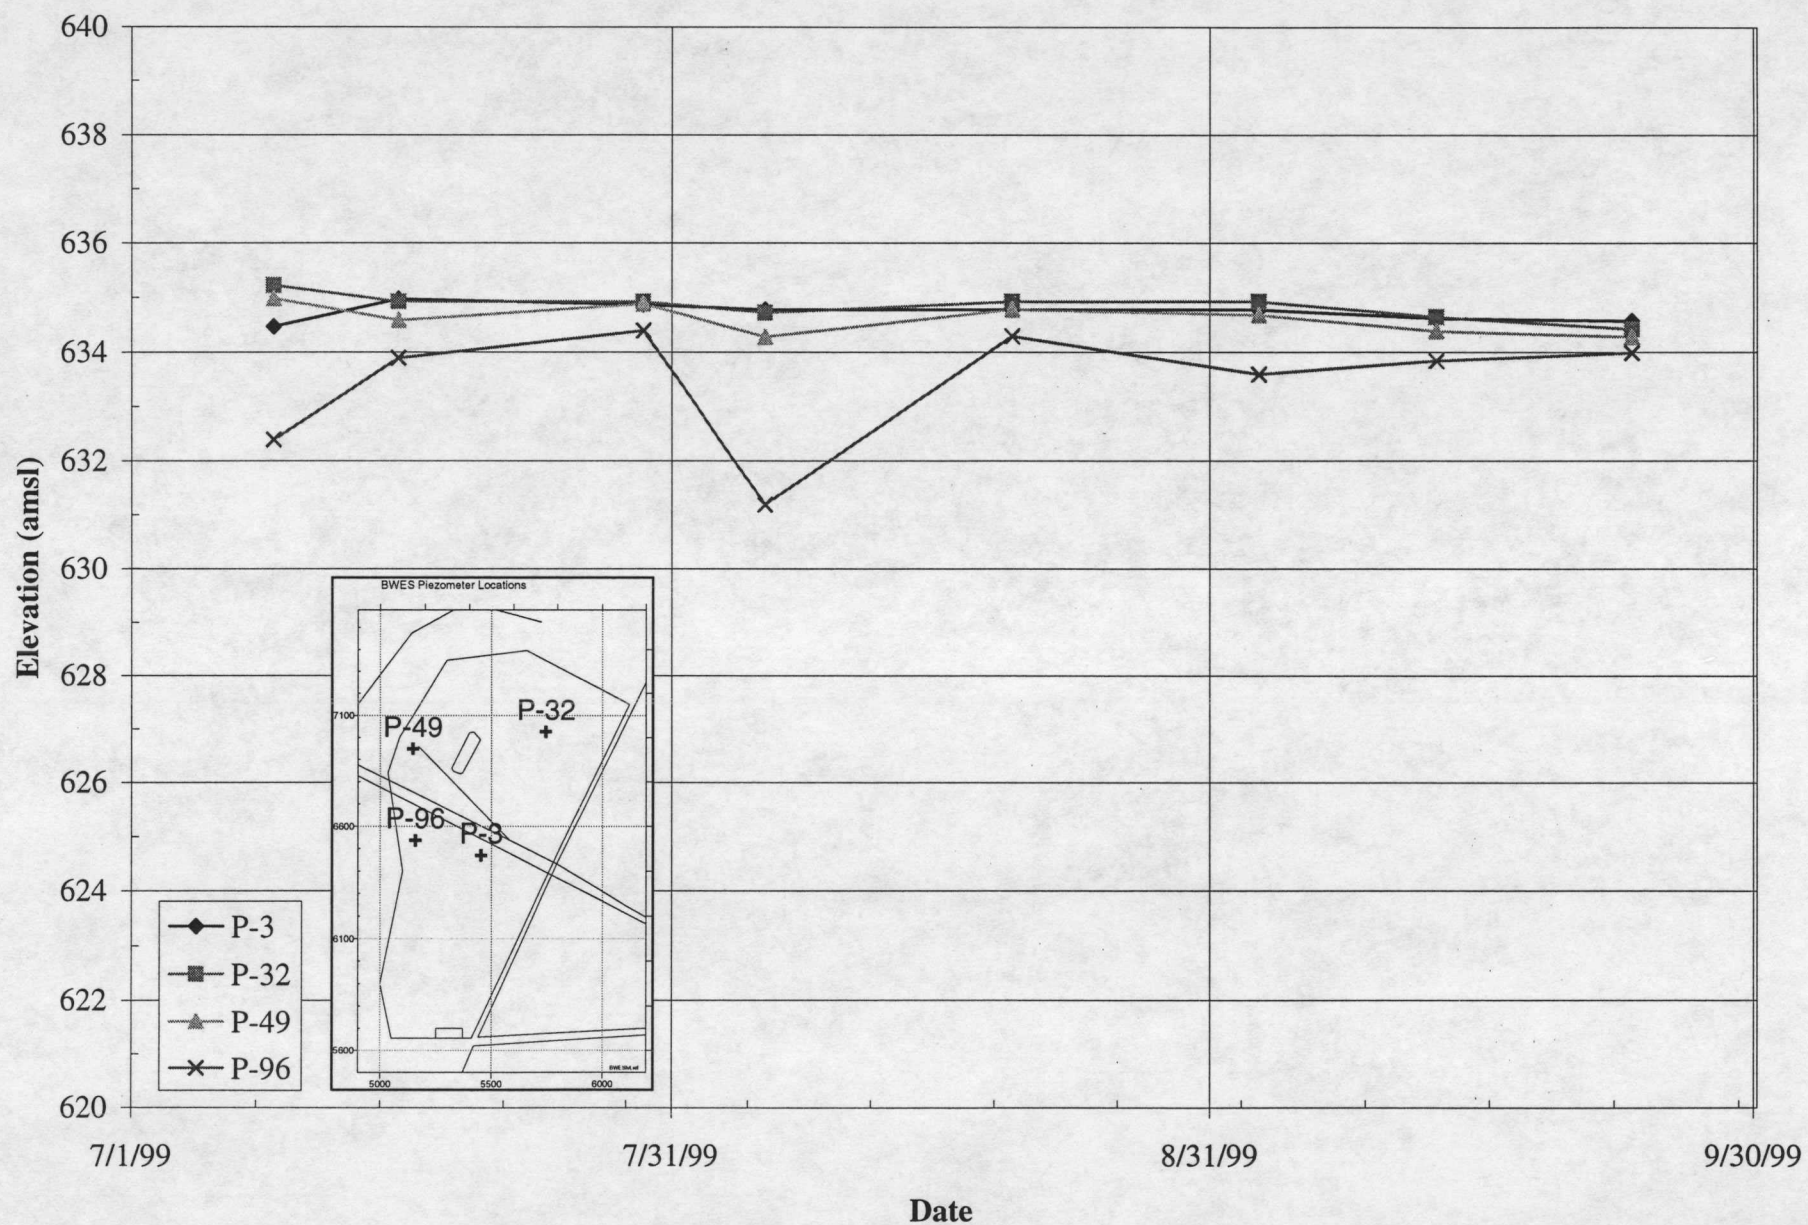 640
638
636
634
632
630
628
626
624
622
620
Elevation (amsl)
BWES Piezometer Locations
P-32
P-49
P-96
P-3
7100
6600
6100
5600
5000 5500 6000
P-3
P-32
P-49
P-96
7/1/99 7/31/99 8/31/99 9/30/99
Date